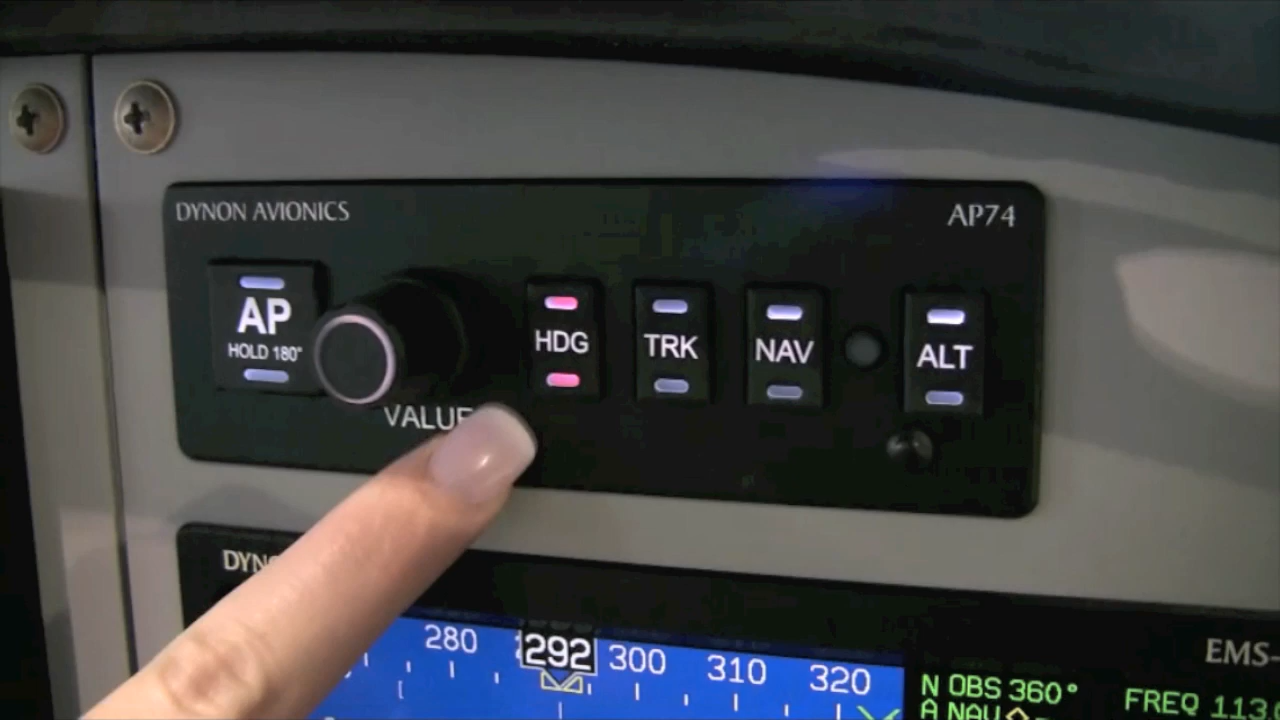 DYNON AVIONICS
AP74
AP
HOLD 180°
VALUE
HDG
TRK
NAV
ALT
EMS-
280
292
300
310
320
N OBS 360°
A NAV
FREQ 113